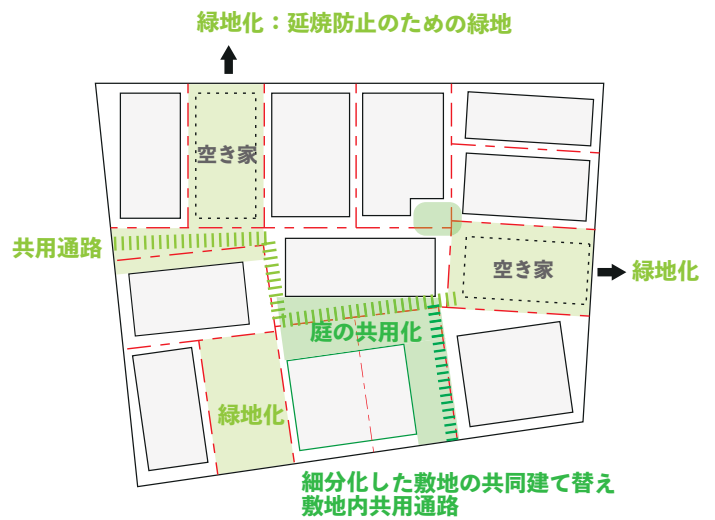 緑地化：延焼防止のための緑地
空き家
共用通路
空き家
緑地化
庭の共用化
緑地化
細分化した敷地の共同建て替え
敷地内共用通路